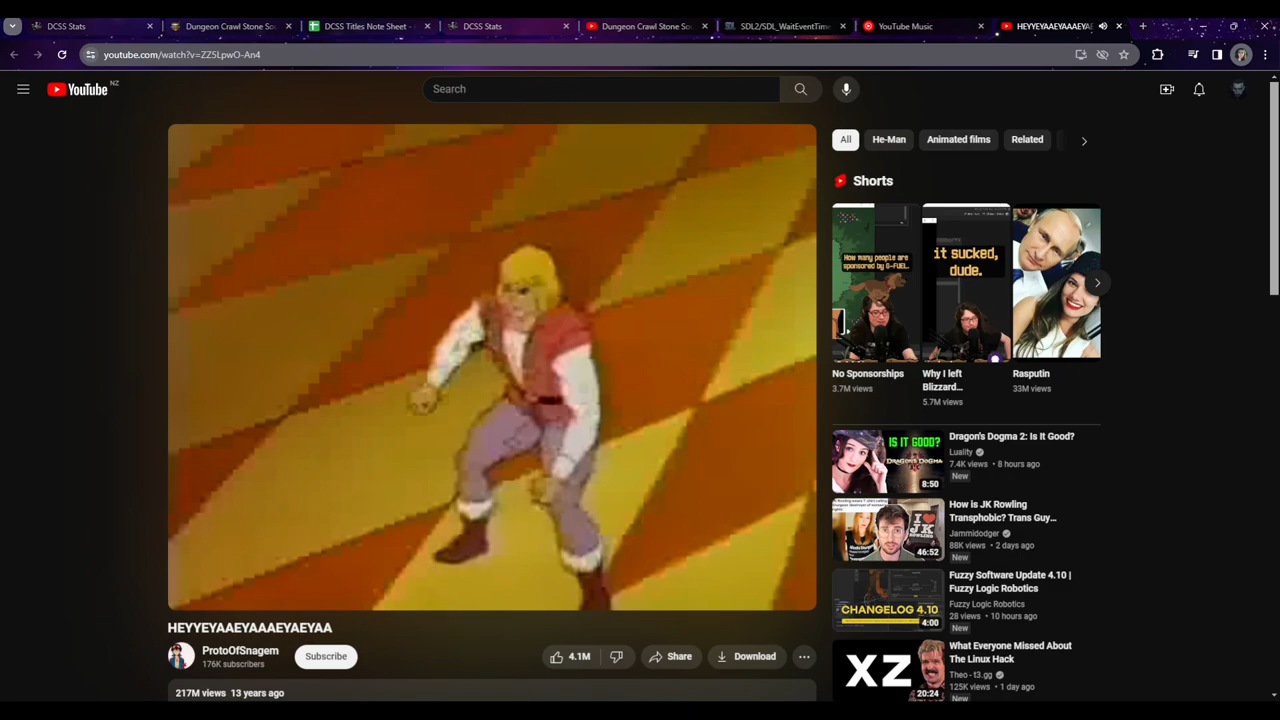 DCSS Stats
Dungeon Crawl Stone So
DCSS Titles Note Sheet -
DCSS Stats
Dungeon Crawl Stone Sou
SDL2/SDL_WaitEventTime
YouTube Music
HEYYEYAAEYAAAEYAE
youtube.com/watch?v=ZZ5LpwO-An4
YouTube NZ
Search
All
He-Man
Animated films
Related
Shorts
How many people are
sponsored by G-FUEL.
it sucked,
dude.
No Sponsorships
3.7M views
Why I left
Blizzard...
5.7M views
Rasputin
33M views
IS IT GOOD?
DRAGON'S DOGMA
8:50
Dragon's Dogma 2: Is It Good?
Luality
7.4K views • 8 hours ago
New
I ♥
JK
ROWLING
46:52
How is JK Rowling
Transphobic? Trans Guy...
Jammidodger
88K views • 2 days ago
New
CHANGELOG 4.10
4:00
Fuzzy Software Update 4.10 |
Fuzzy Logic Robotics
Fuzzy Logic Robotics
28 views • 10 hours ago
New
XZ
20:24
What Everyone Missed About
The Linux Hack
Theo - t3.gg
125K views • 1 day ago
New
HEYYEYAAEYAAAEYAEYAA
ProtoOfSnagem
176K subscribers
Subscribe
4.1M
Share
Download
217M views 13 years ago